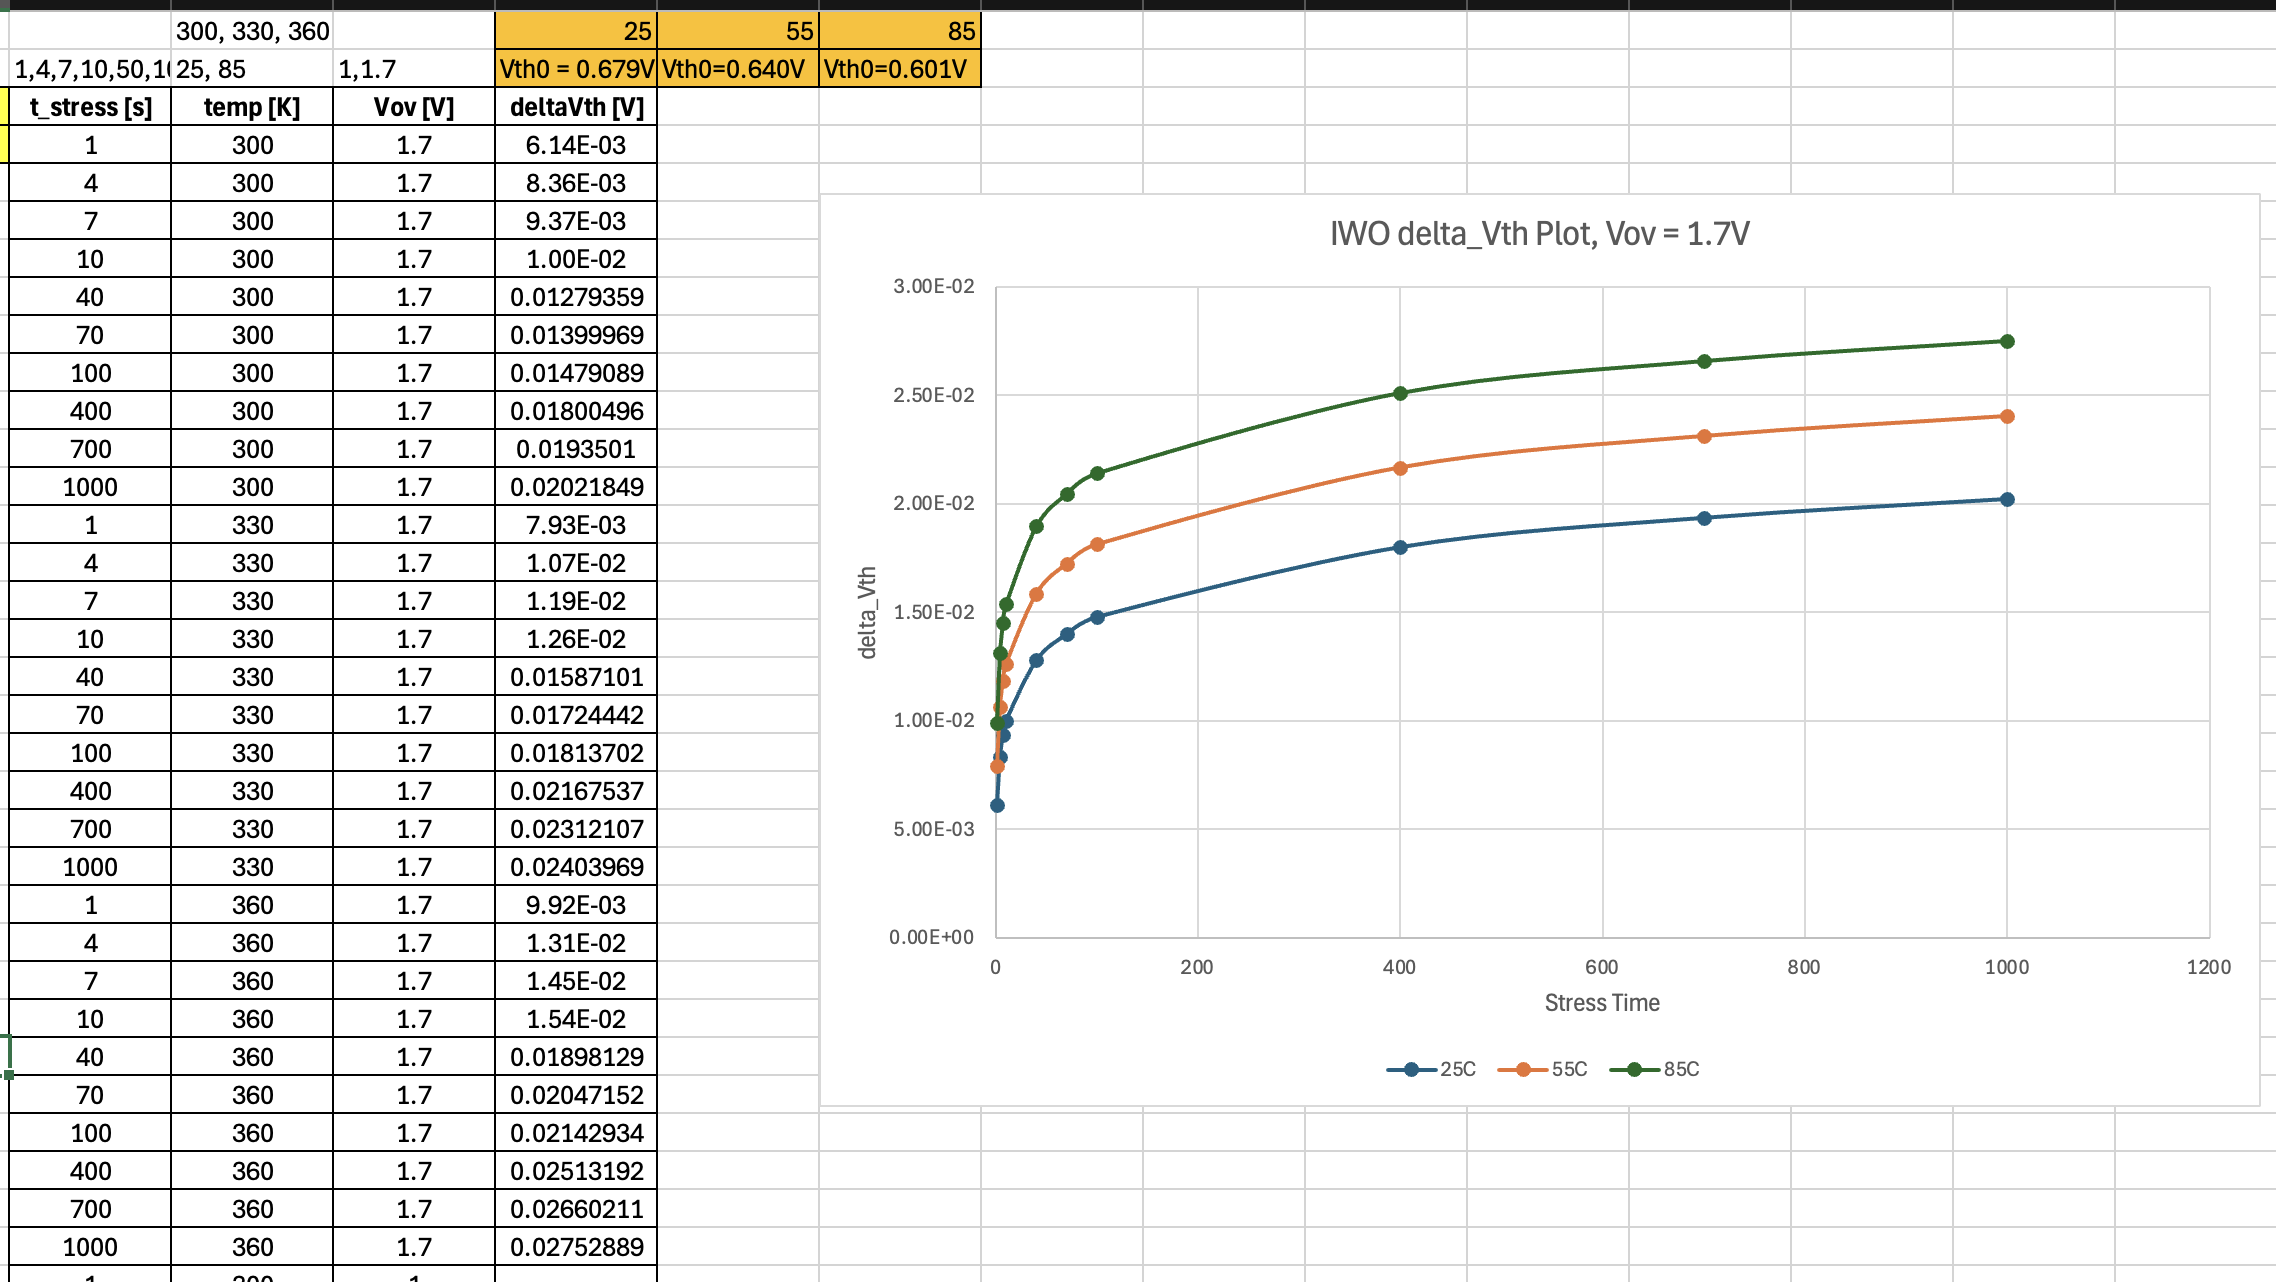 300, 330, 360 25 55 85
1,4,7,10,50,1 25, 85 1,1.7 Vth0 = 0.679V Vth0=0.640V Vth0=0.601V
t_stress [s] temp [K] Vov [V] deltaVth [V]
1 300 1.7 6.14E-03
4 300 1.7 8.36E-03
7 300 1.7 9.37E-03
10 300 1.7 1.00E-02
40 300 1.7 0.01279359
70 300 1.7 0.01399969
100 300 1.7 0.01479089
400 300 1.7 0.01800496
700 300 1.7 0.0193501
1000 300 1.7 0.02021849
1 330 1.7 7.93E-03
4 330 1.7 1.07E-02
7 330 1.7 1.19E-02
10 330 1.7 1.26E-02
40 330 1.7 0.01587101
70 330 1.7 0.01724442
100 330 1.7 0.01813702
400 330 1.7 0.02167537
700 330 1.7 0.02312107
1000 330 1.7 0.02403969
1 360 1.7 9.92E-03
4 360 1.7 1.31E-02
7 360 1.7 1.45E-02
10 360 1.7 1.54E-02
40 360 1.7 0.01898129
70 360 1.7 0.02047152
100 360 1.7 0.02142934
400 360 1.7 0.02513192
700 360 1.7 0.02660211
1000 360 1.7 0.02752889
IWO delta_Vth Plot, Vov = 1.7V
3.00E-02
2.50E-02
2.00E-02
1.50E-02
1.00E-02
5.00E-03
0.00E+00
delta_Vth
0 200 400 600 800 1000 1200
Stress Time
25C 55C 85C